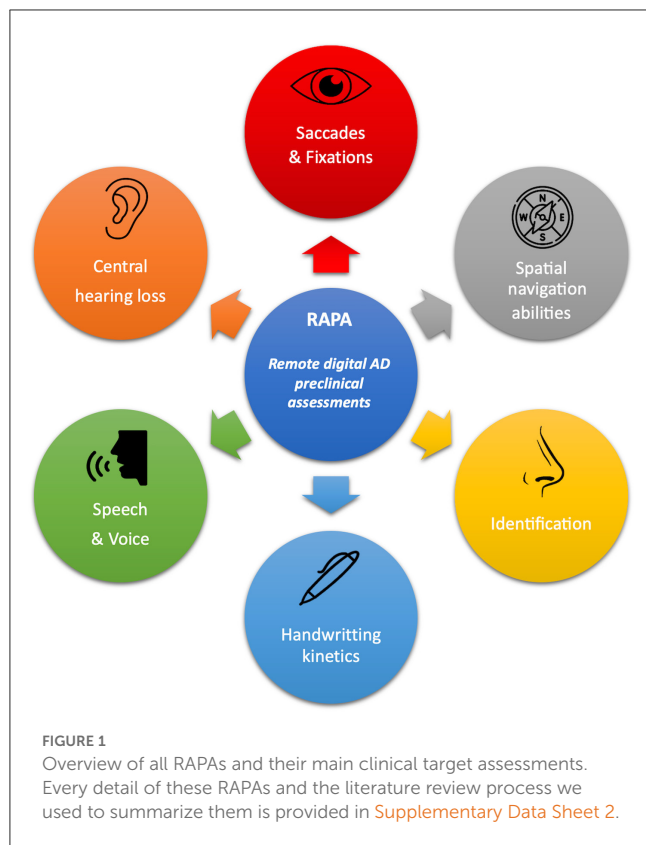 Saccades
& Fixations
Central
hearing loss
N
W E
S
Spatial
navigation
abilities
RAPA
Remote digital AD
preclinical
assessments
Speech
& Voice
Identification
Handwritting
kinetics
FIGURE 1
Overview of all RAPAs and their main clinical target assessments.
Every detail of these RAPAs and the literature review process we
used to summarize them is provided in Supplementary Data Sheet 2.